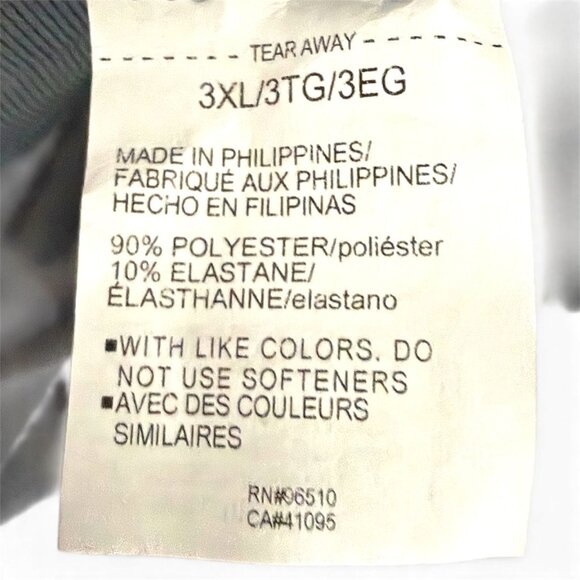 TEAR AWAY
3XL/3TG/3EG
MADE IN PHILIPPINES/
FABRIQUÉ AUX PHILIPPINES/
HECHO EN FILIPINAS
90% POLYESTER/poliéster
10% ELASTANE/
ÉLASTHANNE/elastano
▪WITH LIKE COLORS. DO
NOT USE SOFTENERS
▪AVEC DES COULEURS
SIMILAIRES
RN#96510
CA#41095